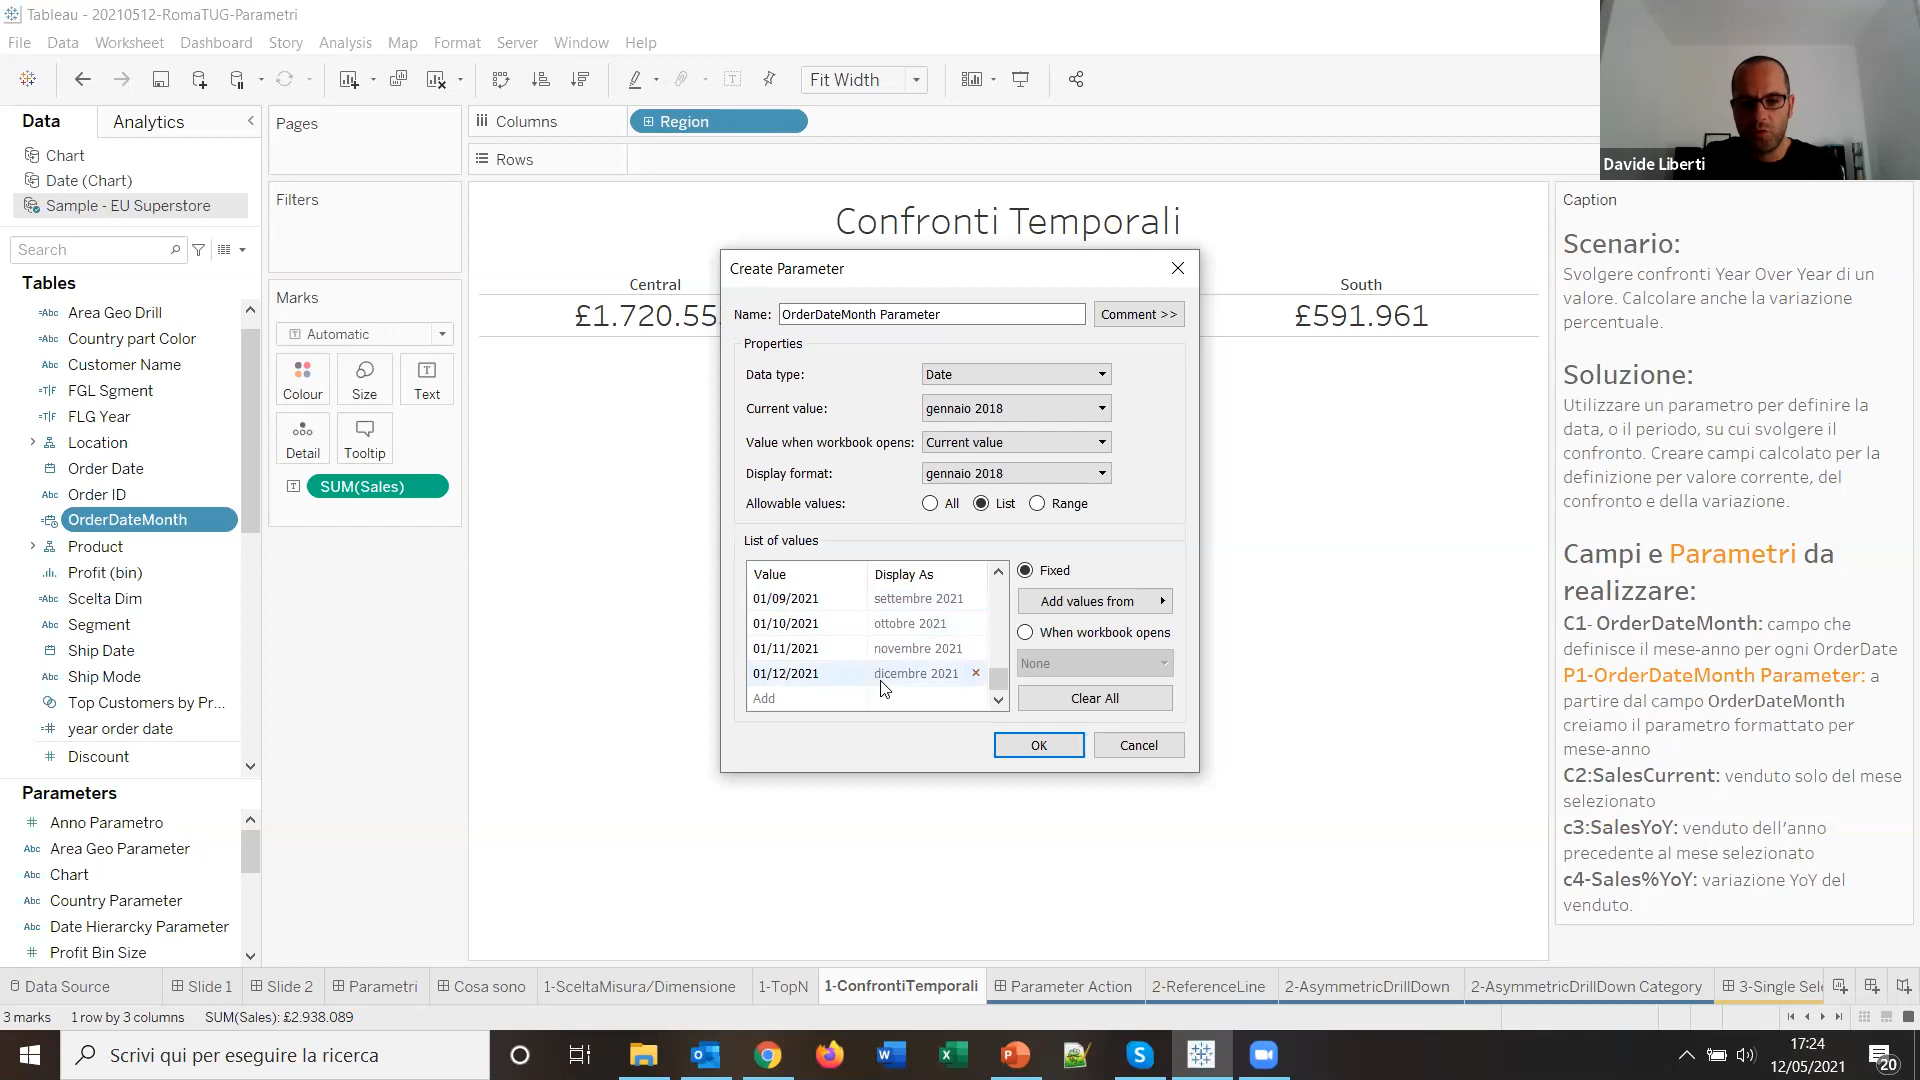 Tableau - 20210512-RomaTUG-Parametri
File Data Worksheet Dashboard Story Analysis Map Format Server Window Help
Fit Width
Davide Liberti
Data Analytics
Chart
Date (Chart)
Sample - EU Superstore
Search
Tables
Abc Area Geo Drill
Abc Country part Color
Abc Customer Name
FGL Sgment
FLG Year
Location
Order Date
Abc Order ID
OrderDateMonth
Product
Profit (bin)
Abc Scelta Dim
Abc Segment
Ship Date
Abc Ship Mode
Top Customers by Pr...
year order date
Discount
Parameters
Anno Parametro
Abc Area Geo Parameter
Abc Chart
Abc Country Parameter
Abc Date Hierarcky Parameter
Profit Bin Size
Pages
Filters
Marks
Automatic
Colour Size Text
Detail Tooltip
SUM(Sales)
Columns Region
Rows
Confronti Temporali
Central South
£1.720.55 £591.961
Create Parameter
Name: OrderDateMonth Parameter Comment >>
Properties
Data type: Date
Current value: gennaio 2018
Value when workbook opens: Current value
Display format: gennaio 2018
Allowable values: All List Range
List of values
Value Display As
01/09/2021 settembre 2021
01/10/2021 ottobre 2021
01/11/2021 novembre 2021
01/12/2021 dicembre 2021
Add
Fixed
Add values from
When workbook opens
None
Clear All
OK Cancel
Caption
Scenario:
Svolgere confronti Year Over Year di un
valore. Calcolare anche la variazione
percentuale.
Soluzione:
Utilizzare un parametro per definire la
data, o il periodo, su cui svolgere il
confronto. Creare campi calcolato per la
definizione per valore corrente, del
confronto e della variazione.
Campi e Parametri da
realizzare:
C1- OrderDateMonth: campo che
definisce il mese-anno per ogni OrderDate
P1-OrderDateMonth Parameter: a
partire dal campo OrderDateMonth
creiamo il parametro formattato per
mese-anno
C2:SalesCurrent: venduto solo del mese
selezionato
c3:SalesYoY: venduto dell'anno
precedente al mese selezionato
c4-Sales%YoY: variazione YoY del
venduto.
Data Source Slide 1 Slide 2 Parametri Cosa sono 1-SceltaMisura/Dimensione 1-TopN 1-ConfrontiTemporali Parameter Action 2-ReferenceLine 2-AsymmetricDrillDown 2-AsymmetricDrillDown Category 3-Single Sele
3 marks 1 row by 3 columns SUM(Sales): £2.938.089
Scrivi qui per eseguire la ricerca
17:24
12/05/2021
20